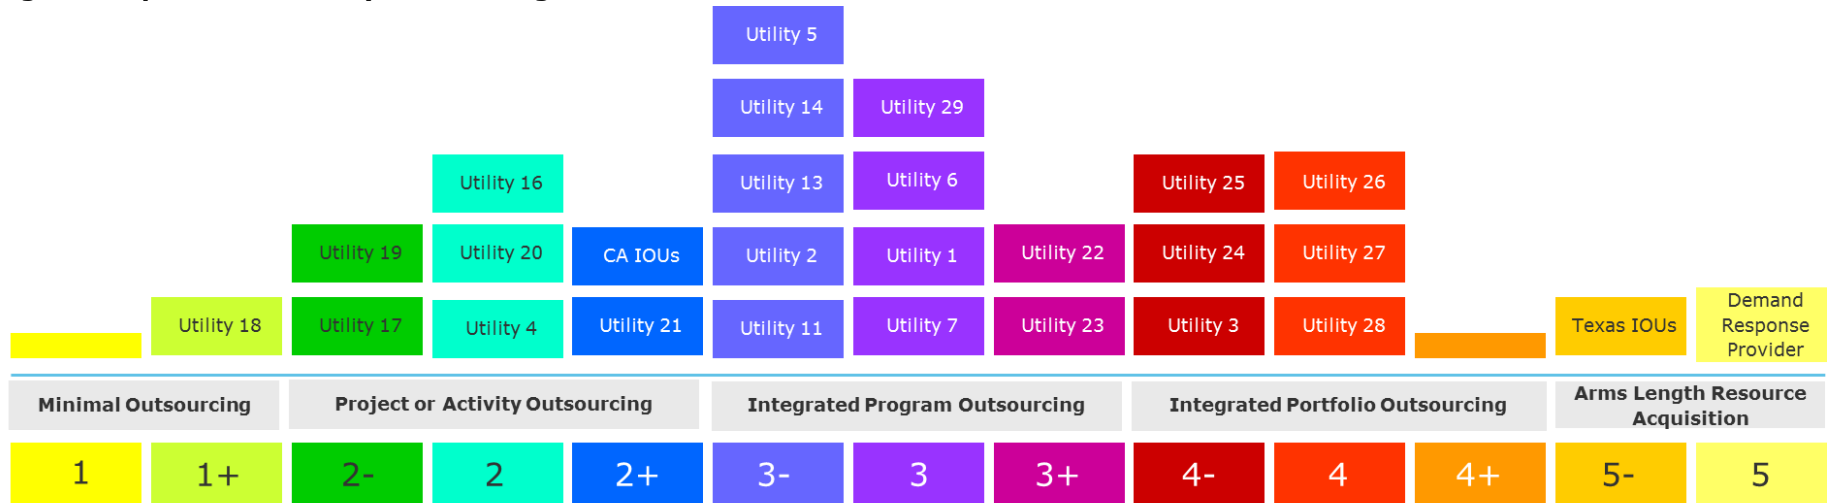 Utility 5
Utility 14
Utility 29
Utility 16
Utility 13
Utility 6
Utility 25
Utility 26
Utility 19
Utility 20
CA IOUs
Utility 2
Utility 1
Utility 22
Utility 24
Utility 27
Utility 18
Utility 17
Utility 4
Utility 21
Utility 11
Utility 7
Utility 23
Utility 3
Utility 28
Texas IOUs
Demand
Response
Provider
Minimal Outsourcing
Project or Activity Outsourcing
Integrated Program Outsourcing
Integrated Portfolio Outsourcing
Arms Length Resource
Acquisition
1
1+
2-
2
2+
3-
3
3+
4-
4
4+
5-
5